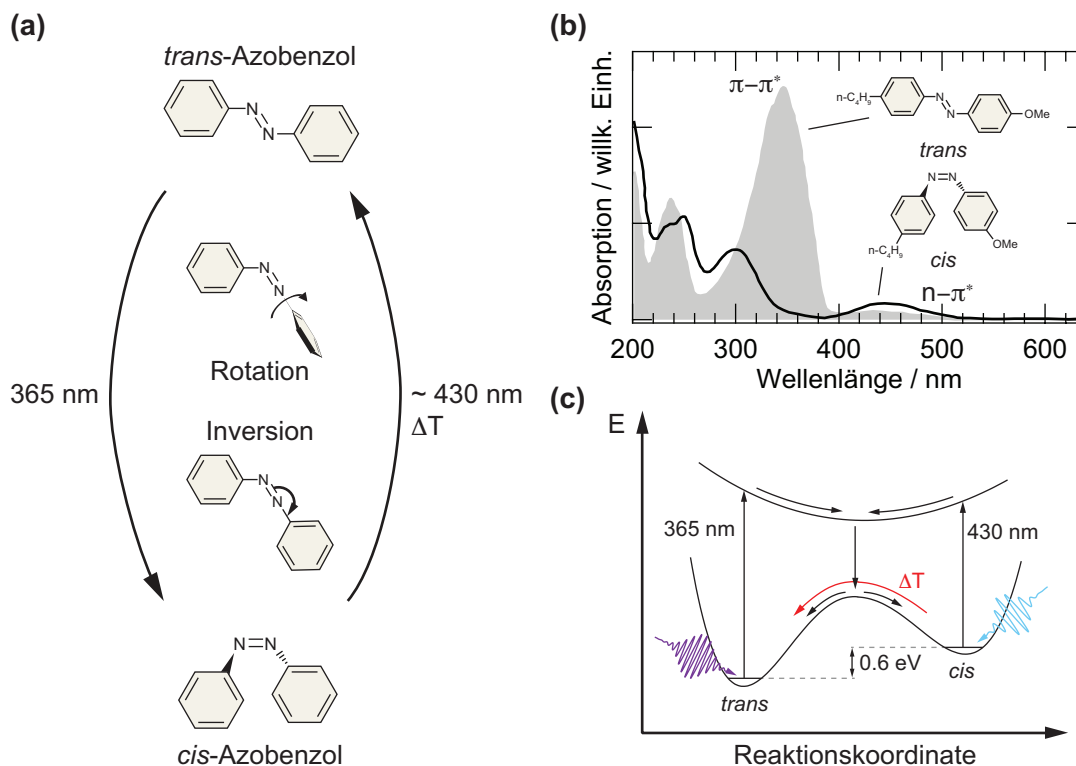 (a)
trans-Azobenzol
N
N
N
N
Rotation
365 nm
~ 430 nm
ΔT
Inversion
N
N
N
N
cis-Azobenzol
(b)
Absorption / willk. Einh.
π–π*
n-C4H9
N
N
OMe
trans
N
N
n-C4H9
OMe
cis
n–π*
200
300
400
500
600
Wellenlänge / nm
(c)
E
365 nm
430 nm
ΔT
0.6 eV
trans
cis
Reaktionskoordinate